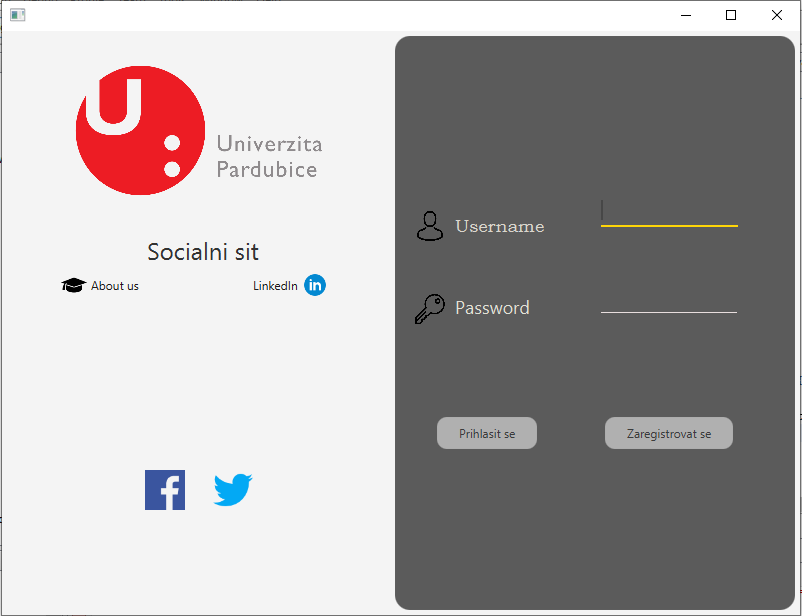 Univerzita
Pardubice
Socialni sit
About us
LinkedIn
in
Username
Password
Prihlasit se
Zaregistrovat se